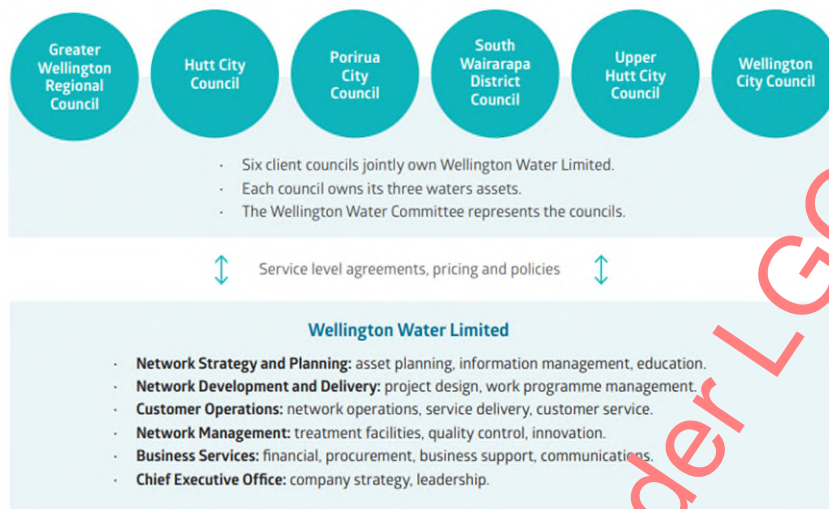 Greater
Wellington
Regional
Council
Hutt City
Council
Porirua
City
Council
South
Wairarapa
District
Council
Upper
Hutt City
Council
Wellington
City Council
· Six client councils jointly own Wellington Water Limited.
· Each council owns its three waters assets.
· The Wellington Water Committee represents the councils.
Service level agreements, pricing and policies
Wellington Water Limited
· Network Strategy and Planning: asset planning, information management, education.
· Network Development and Delivery: project design, work programme management.
· Customer Operations: network operations, service delivery, customer service.
· Network Management: treatment facilities, quality control, innovation.
· Business Services: financial, procurement, business support, communications.
· Chief Executive Office: company strategy, leadership.